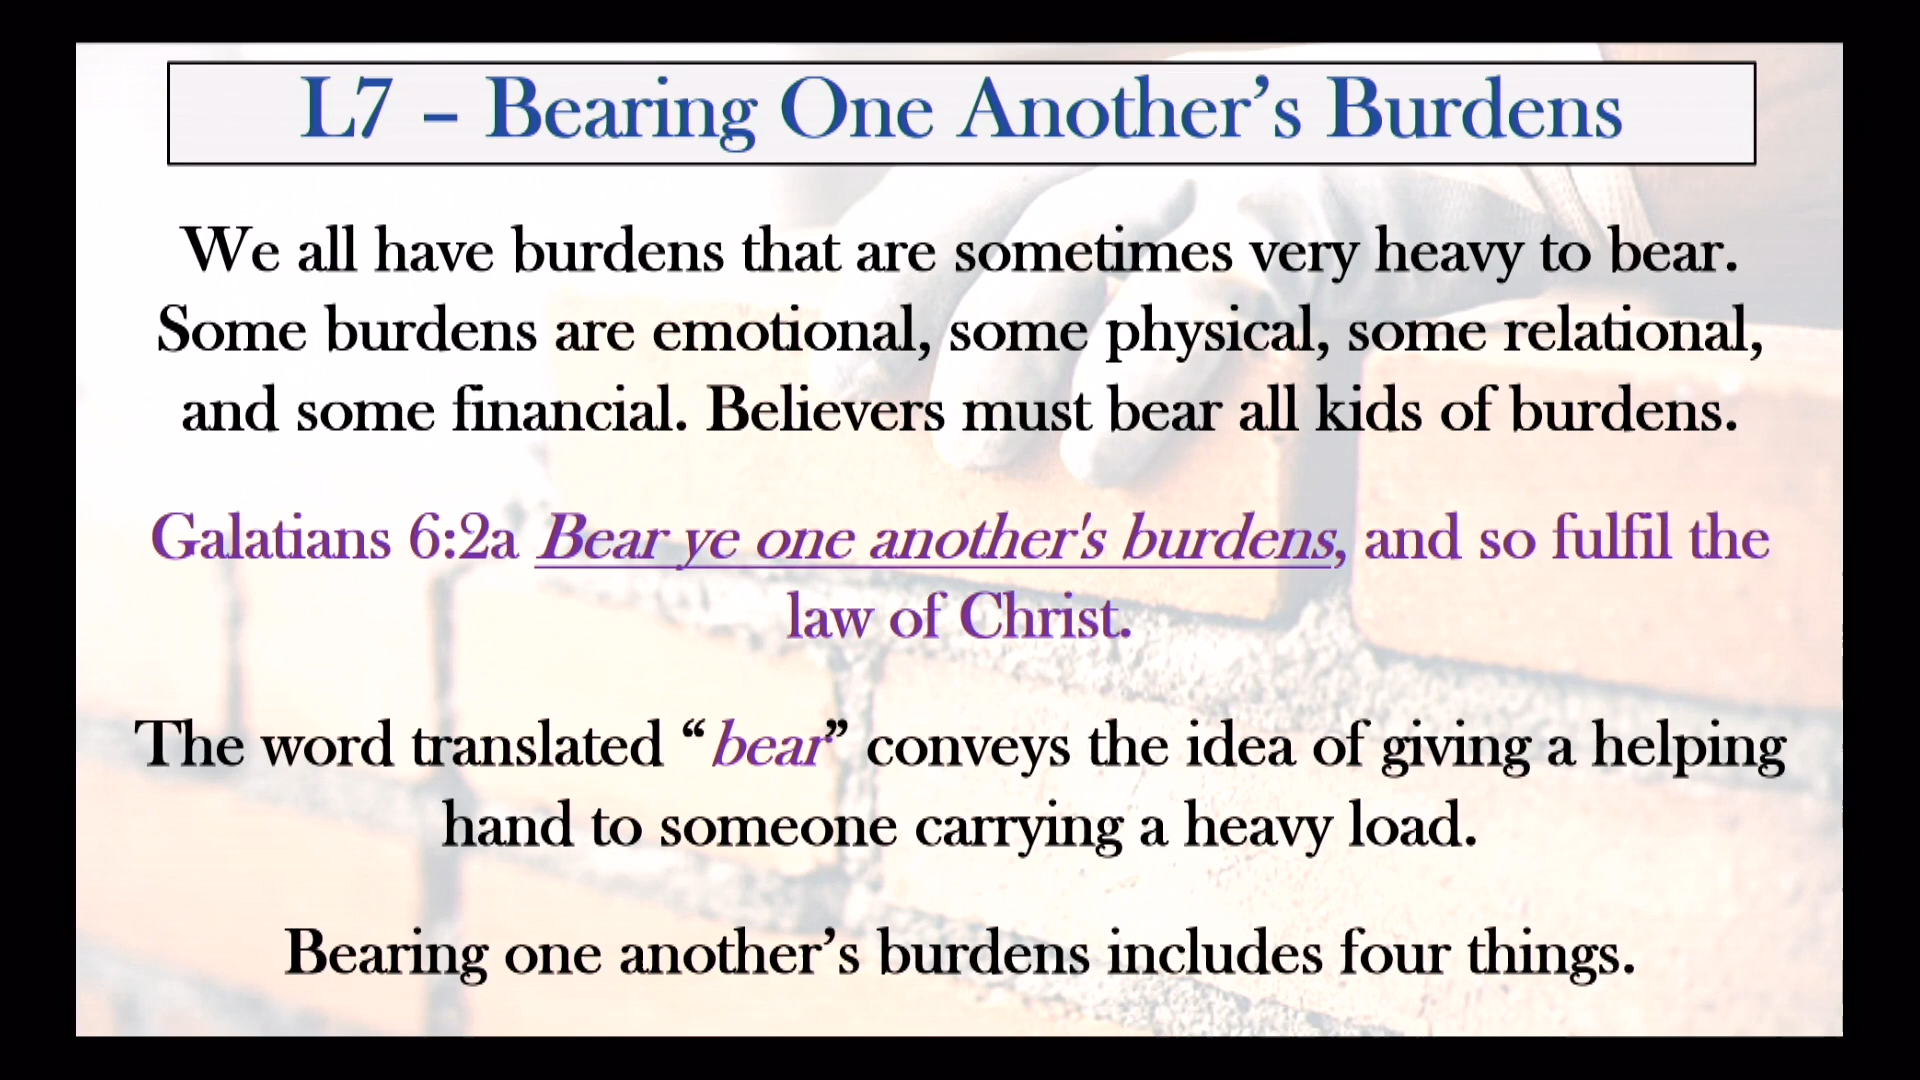 L7 – Bearing One Another’s Burdens
We all have burdens that are sometimes very heavy to bear.
Some burdens are emotional, some physical, some relational,
and some financial. Believers must bear all kids of burdens.
Galatians 6:2a Bear ye one another's burdens, and so fulfil the
law of Christ.
The word translated “bear” conveys the idea of giving a helping
hand to someone carrying a heavy load.
Bearing one another’s burdens includes four things.